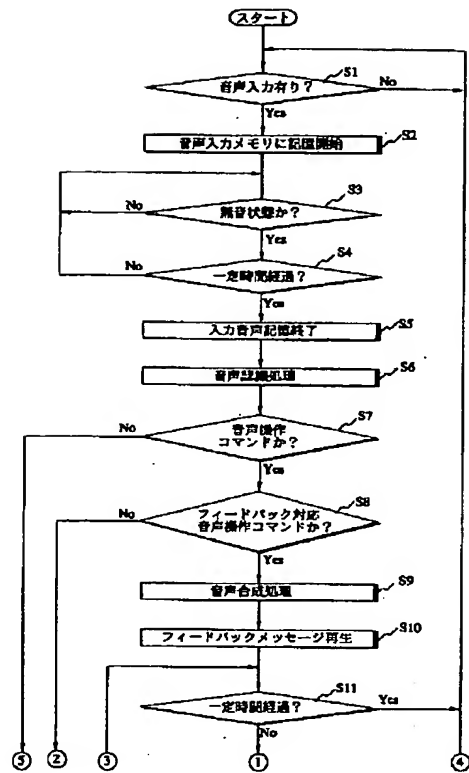 スタート
音声入力有り?
S1
No
Yes
音声入力メモリに記憶開始
S2
無音状態か?
S3
No
Yes
一定時間経過?
S4
No
Yes
入力音声記憶終了
S5
音声認識処理
S6
音声操作
コマンドか?
S7
No
Yes
フィードバック対応
音声操作コマンドか?
S8
No
Yes
音声合成処理
S9
フィードバックメッセージ再生
S10
一定時間経過?
S11
Yes
No
⑤ ② ③ ① ④